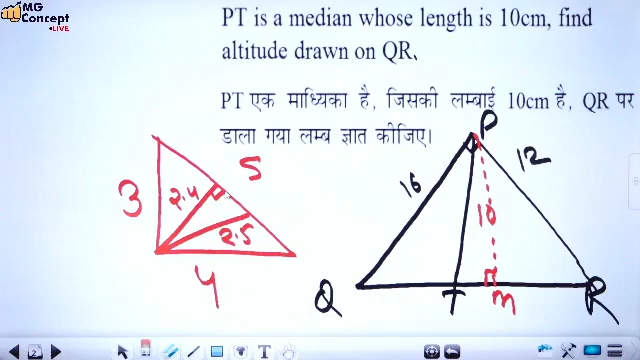 MG
Concept
LIVE
PT is a median whose length is 10cm, find
altitude drawn on QR.
PT एक माध्यिका है, जिसकी लम्बाई 10cm है, QR पर
डाला गया लम्ब ज्ञात कीजिए।
P
5
16
12
3
2.4
10
2.5
4
Q
T
M
R
2
T